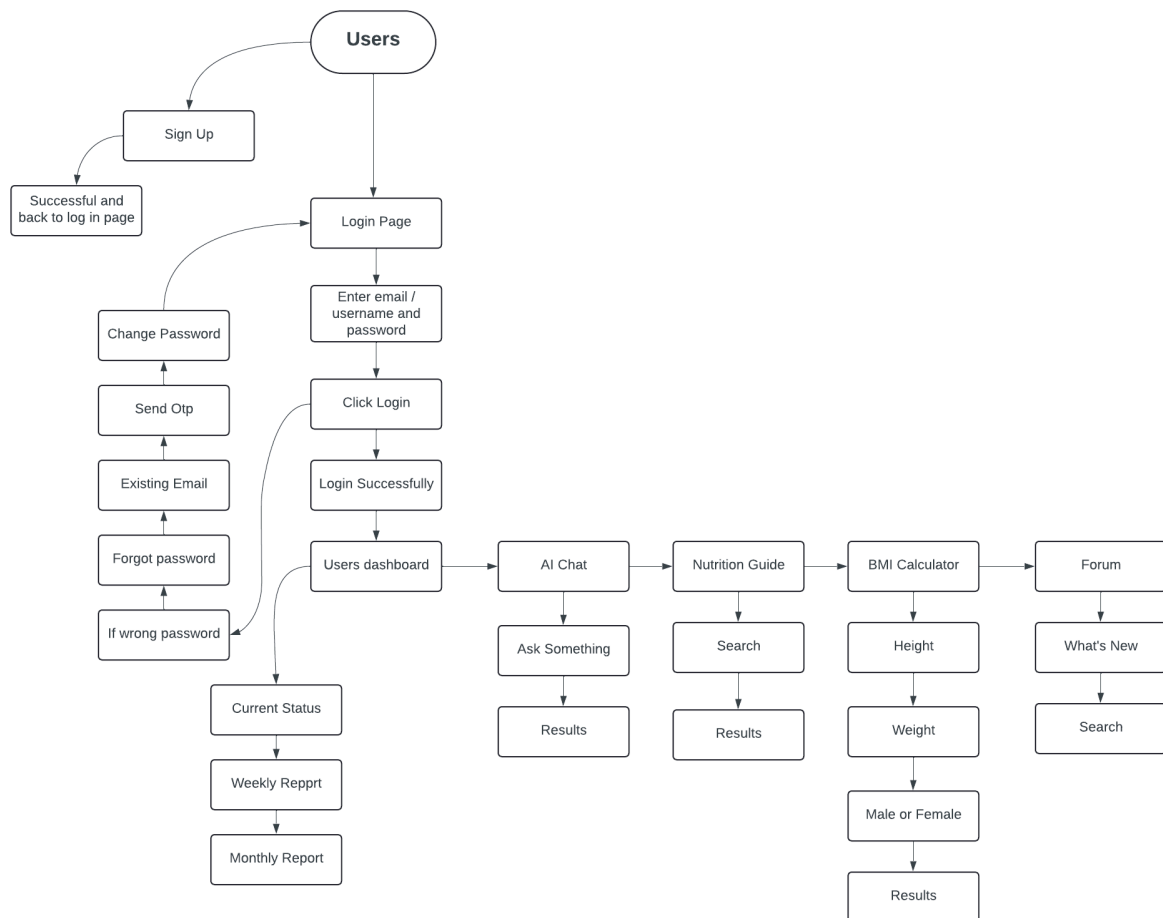 Users
Sign Up
Successful and
back to log in page
Login Page
Enter email /
username and
password
Change Password
Click Login
Send Otp
Existing Email
Login Successfully
Forgot password
Users dashboard
AI Chat
Nutrition Guide
BMI Calculator
Forum
If wrong password
Ask Something
Search
Height
What's New
Current Status
Results
Results
Weight
Search
Weekly Repprt
Male or Female
Monthly Report
Results